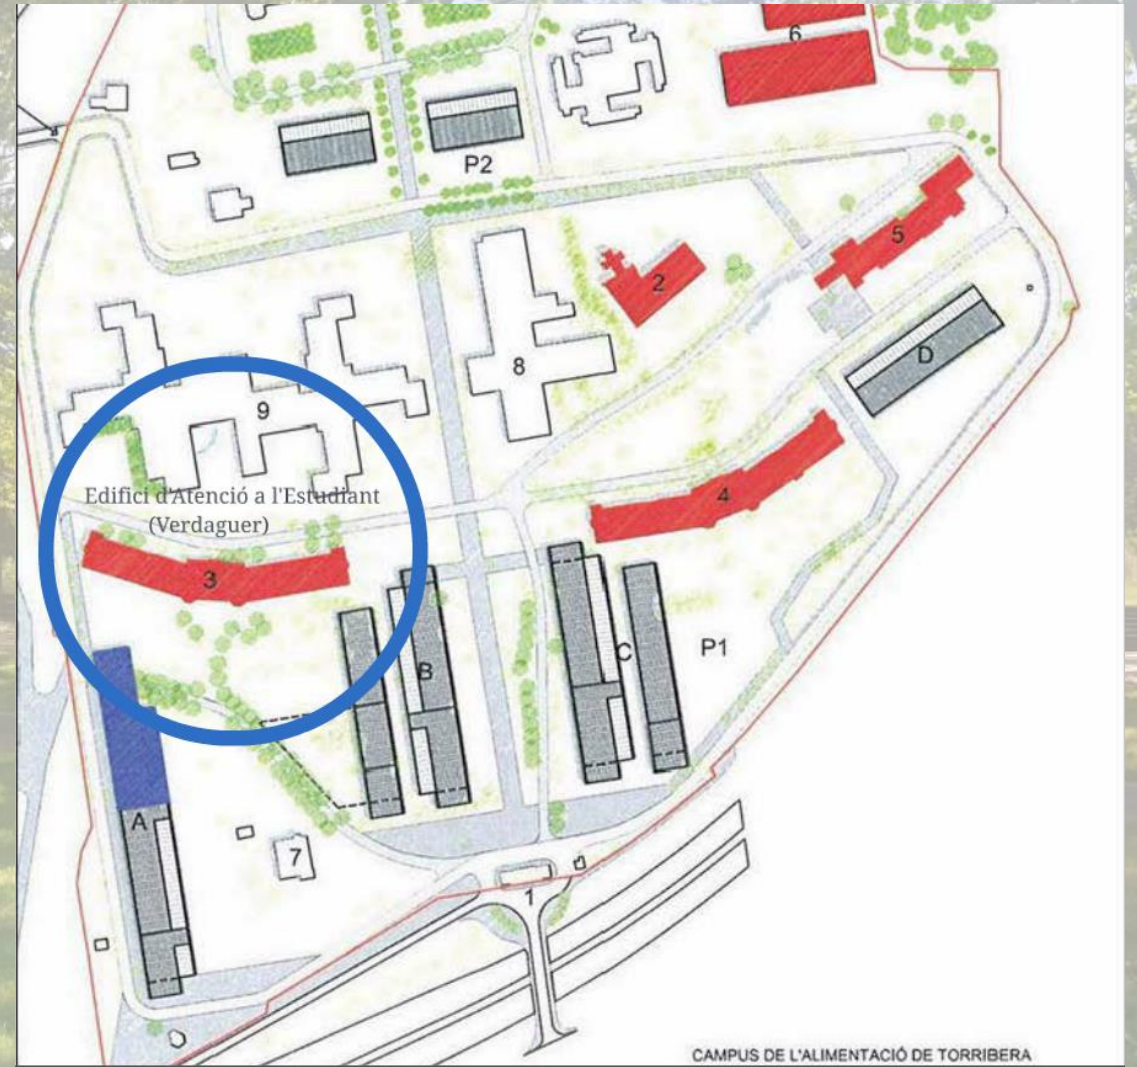 6
P2
5
2
D
8
9
Edifici d'Atenció a l'Estudiant
(Verdaguer)
4
3
P1
C
B
A
7
1
CAMPUS DE L'ALIMENTACIÓ DE TORRIBERA